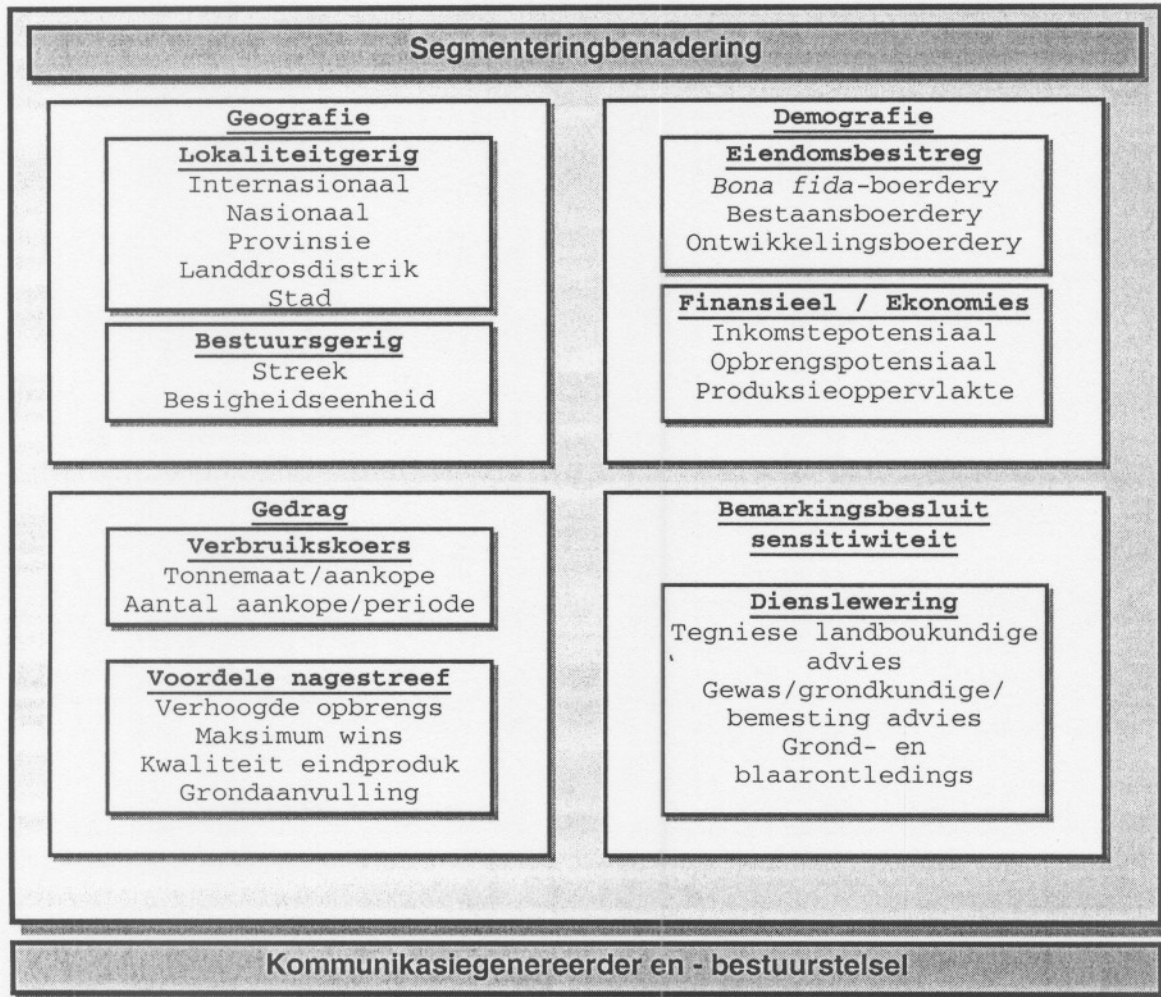 Segmenteringbenadering
Geografie
Lokaliteitgerig
Internasionaal
Nasionaal
Provinsie
Landdrosdistrik
Stad
Bestuursgerig
Streek
Besigheidseenheid
Demografie
Eiendomsbesitreg
Bona fida-boerdery
Bestaansboerdery
Ontwikkelingsboerdery
Finansieel / Ekonomies
Inkomstepotensiaal
Opbrengspotensiaal
Produksieoppervlakte
Gedrag
Verbruikskoers
Tonnemaat/aankope
Aantal aankope/periode
Voordele nagestreef
Verhoogde opbrengs
Maksimum wins
Kwaliteit eindproduk
Grondaanvulling
Bemarkingsbesluit
sensitiwiteit
Dienslewering
Tegniese landboukundige
advies
Gewas/grondkundige/
bemesting advies
Grond- en
blaarontledings
Kommunikasiegenereerder en - bestuurstelsel